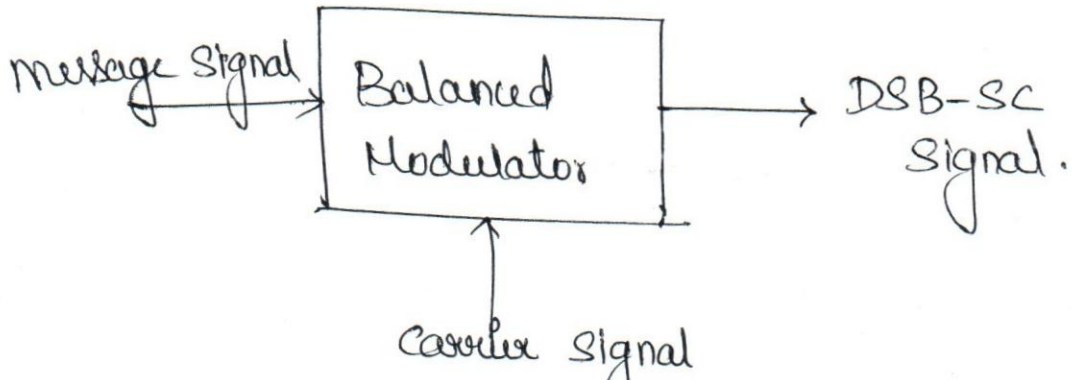 Message Signal
Balanced
Modulator
DSB-SC
Signal.
Carrier Signal